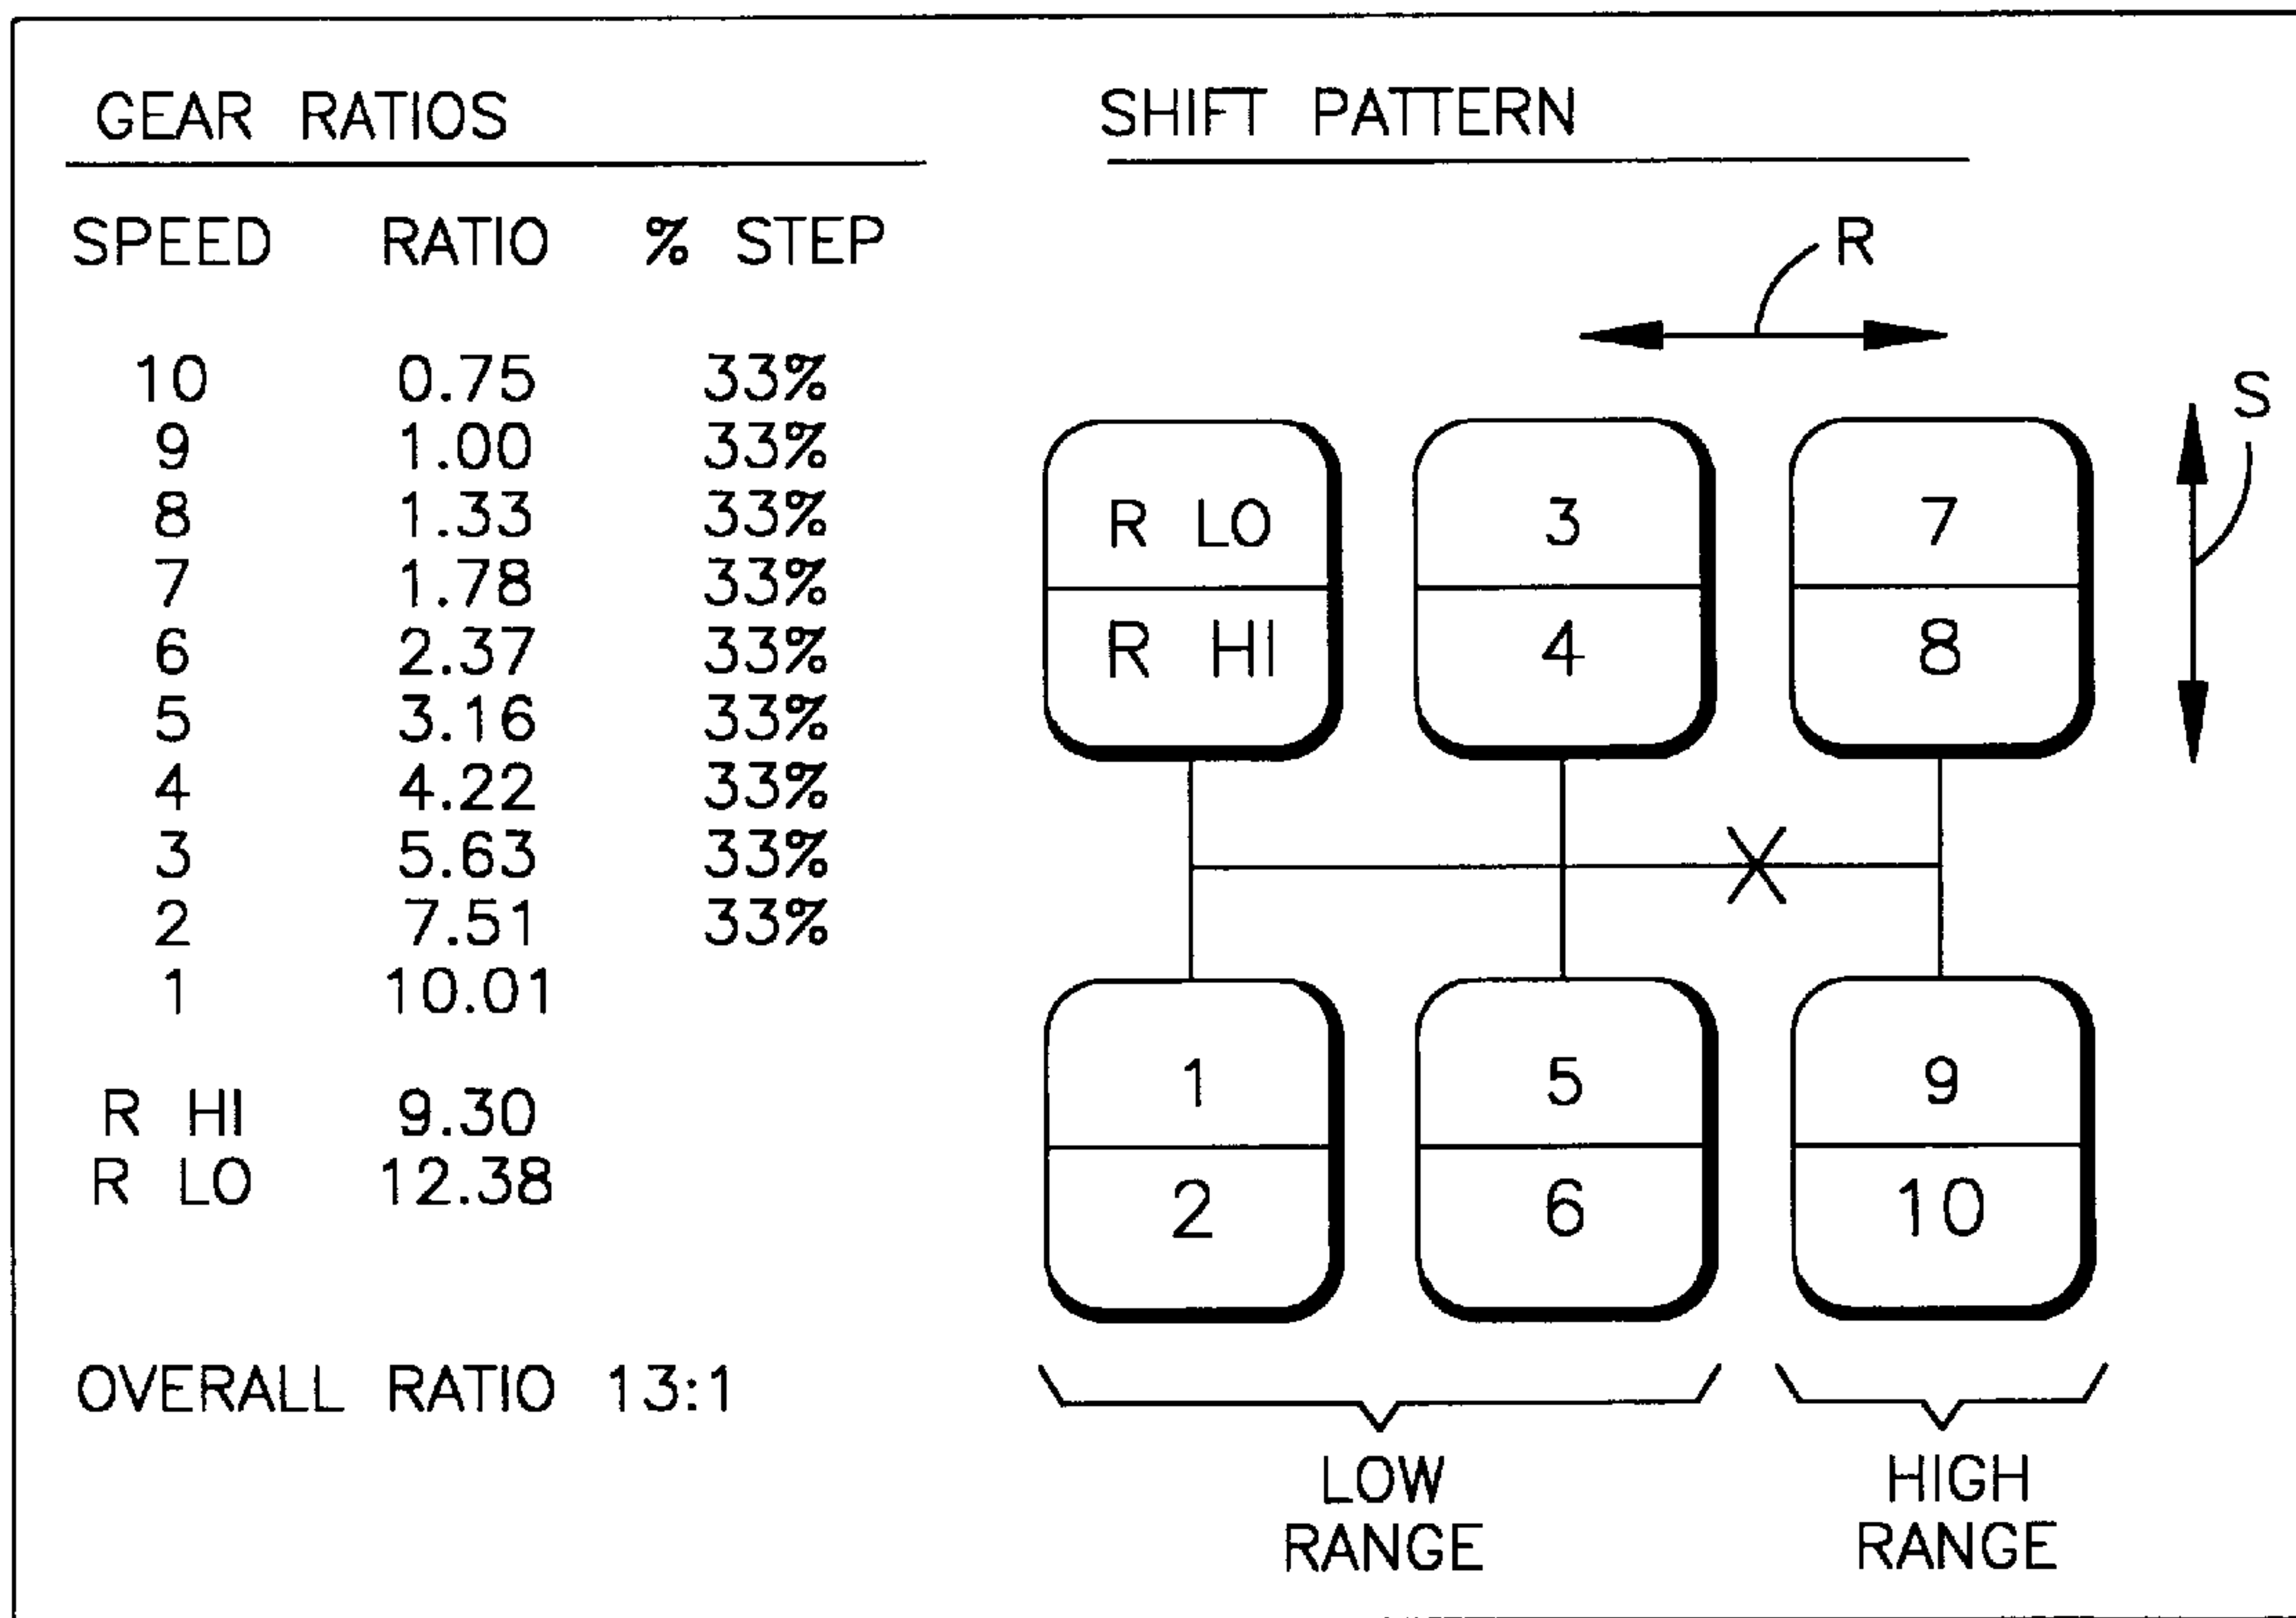 GEAR RATIOS
SPEED RATIO % STEP
10 0.75 33%
9 1.00 33%
8 1.33 33%
7 1.78 33%
6 2.37 33%
5 3.16 33%
4 4.22 33%
3 5.63 33%
2 7.51 33%
1 10.01
R HI 9.30
R LO 12.38
OVERALL RATIO 13:1
SHIFT PATTERN
R
S
R LO 3 7
R HI 4 8
X
1 5 9
2 6 10
LOW HIGH
RANGE RANGE